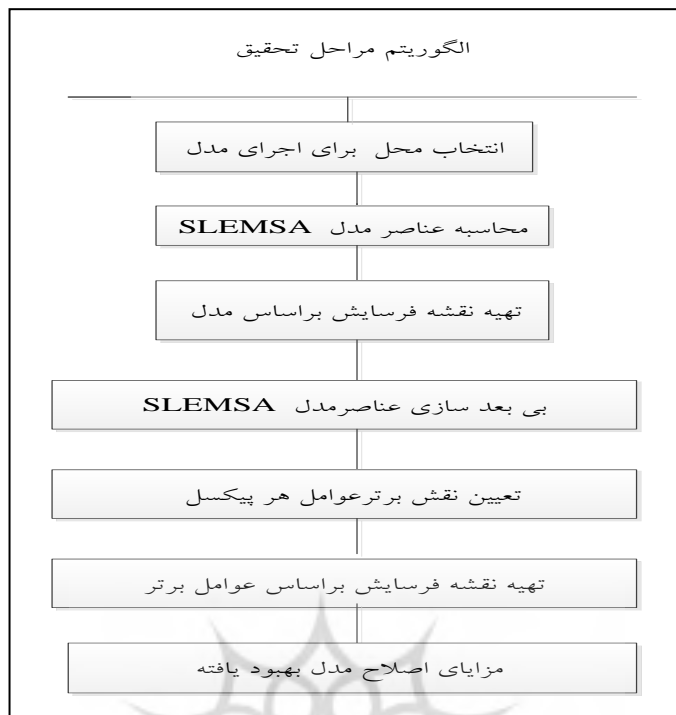 الگوریتم مراحل تحقیق
انتخاب محل برای اجرای مدل
محاسبه عناصر مدل SLEMSA
تهیه نقشه فرسایش براساس مدل
بی بعد سازی عناصرمدل SLEMSA
تعیین نقش برترعوامل هر پیکسل
تهیه نقشه فرسایش براساس عوامل برتر
مزایای اصلاح مدل بهبود یافته